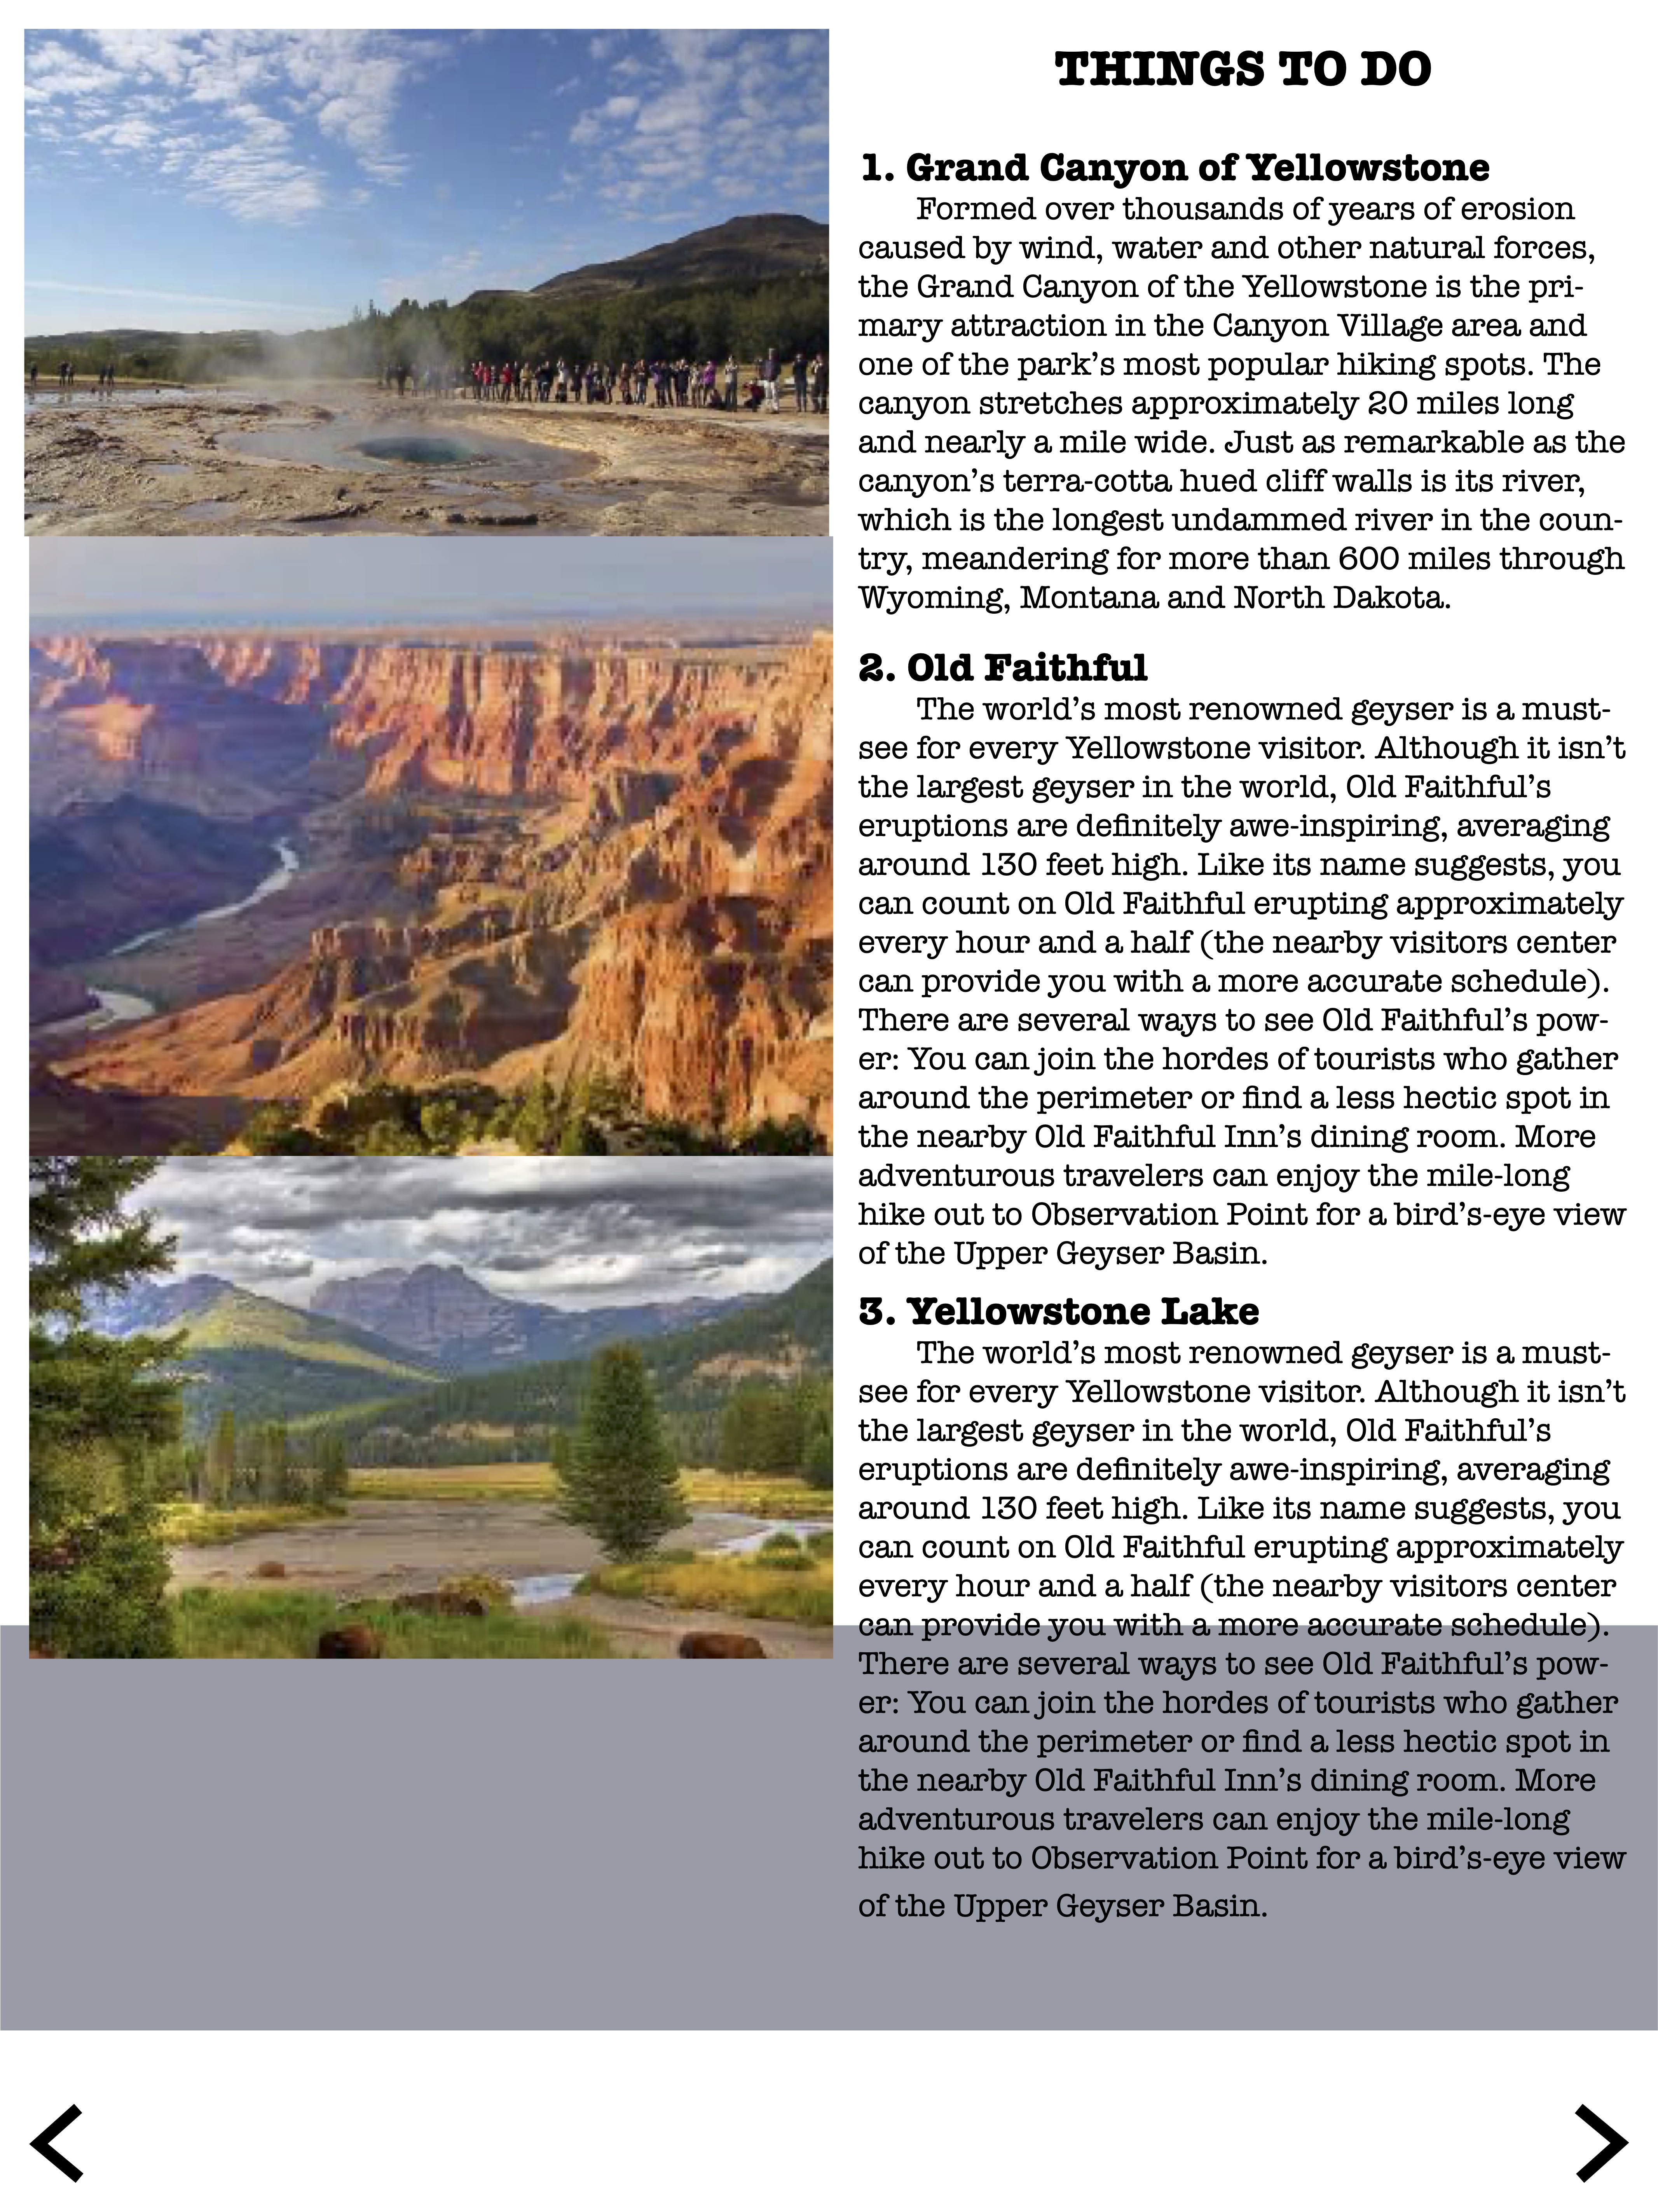 THINGS TO DO
1. Grand Canyon of Yellowstone
Formed over thousands of years of erosion
caused by wind, water and other natural forces,
the Grand Canyon of the Yellowstone is the pri-
mary attraction in the Canyon Village area and
one of the park’s most popular hiking spots. The
canyon stretches approximately 20 miles long
and nearly a mile wide. Just as remarkable as the
canyon’s terra-cotta hued cliff walls is its river,
which is the longest undammed river in the coun-
try, meandering for more than 600 miles through
Wyoming, Montana and North Dakota.
2. Old Faithful
The world’s most renowned geyser is a must-
see for every Yellowstone visitor. Although it isn’t
the largest geyser in the world, Old Faithful’s
eruptions are definitely awe-inspiring, averaging
around 130 feet high. Like its name suggests, you
can count on Old Faithful erupting approximately
every hour and a half (the nearby visitors center
can provide you with a more accurate schedule).
There are several ways to see Old Faithful’s pow-
er: You can join the hordes of tourists who gather
around the perimeter or find a less hectic spot in
the nearby Old Faithful Inn’s dining room. More
adventurous travelers can enjoy the mile-long
hike out to Observation Point for a bird’s-eye view
of the Upper Geyser Basin.
3. Yellowstone Lake
The world’s most renowned geyser is a must-
see for every Yellowstone visitor. Although it isn’t
the largest geyser in the world, Old Faithful’s
eruptions are definitely awe-inspiring, averaging
around 130 feet high. Like its name suggests, you
can count on Old Faithful erupting approximately
every hour and a half (the nearby visitors center
can provide you with a more accurate schedule).
There are several ways to see Old Faithful’s pow-
er: You can join the hordes of tourists who gather
around the perimeter or find a less hectic spot in
the nearby Old Faithful Inn’s dining room. More
adventurous travelers can enjoy the mile-long
hike out to Observation Point for a bird’s-eye view
of the Upper Geyser Basin.